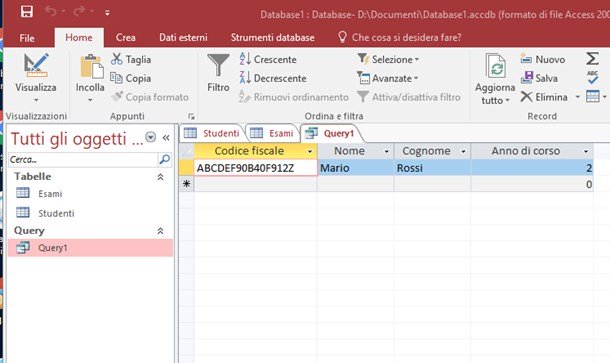 Database1 : Database- D:\Documenti\Database1.accdb (formato di file Access 200
File Home Crea Dati esterni Strumenti database Che cosa si desidera fare?
Visualizza
Visualizzazioni
Incolla
Taglia
Copia
Copia formato
Appunti
Filtro
Crescente
Decrescente
Rimuovi ordinamento
Selezione
Avanzate
Attiva/disattiva filtro
Ordina e filtra
Aggiorna
tutto
Nuovo
Salva
Elimina
ABC
Record
Tutti gli oggetti ...
Cerca...
Tabelle
Esami
Studenti
Query
Query1
Studenti Esami Query1
Codice fiscale Nome Cognome Anno di corso
ABCDEF90B40F912Z Mario Rossi 2
0